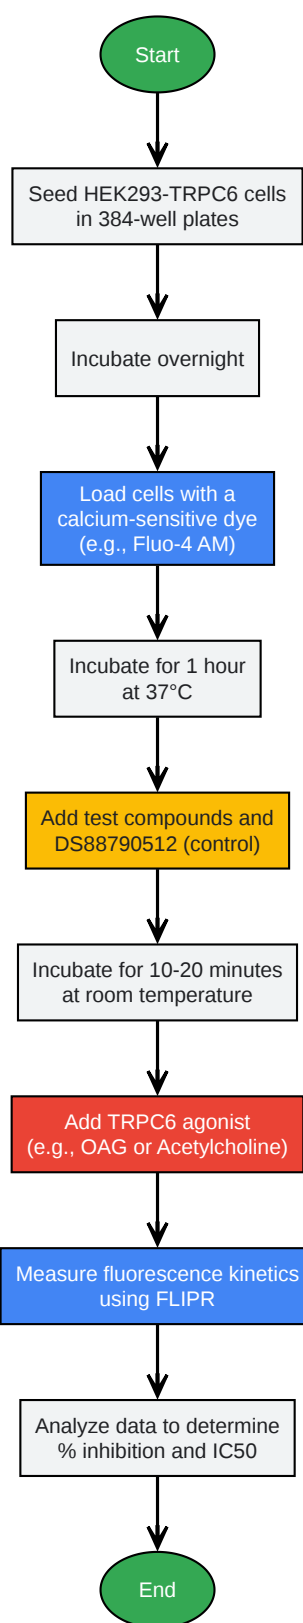 Start
Seed HEK293-TRPC6 cells
in 384-well plates
Incubate overnight
Load cells with a
calcium-sensitive dye
(e.g., Fluo-4 AM)
Incubate for 1 hour
at 37°C
Add test compounds and
DS88790512 (control)
Incubate for 10-20 minutes
at room temperature
Add TRPC6 agonist
(e.g., OAG or Acetylcholine)
Measure fluorescence kinetics
using FLIPR
Analyze data to determine
% inhibition and IC50
End